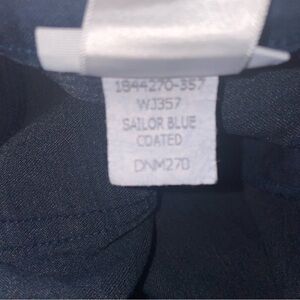 1844270-357
WJ357
SAILOR BLUE
COATED
DNM270